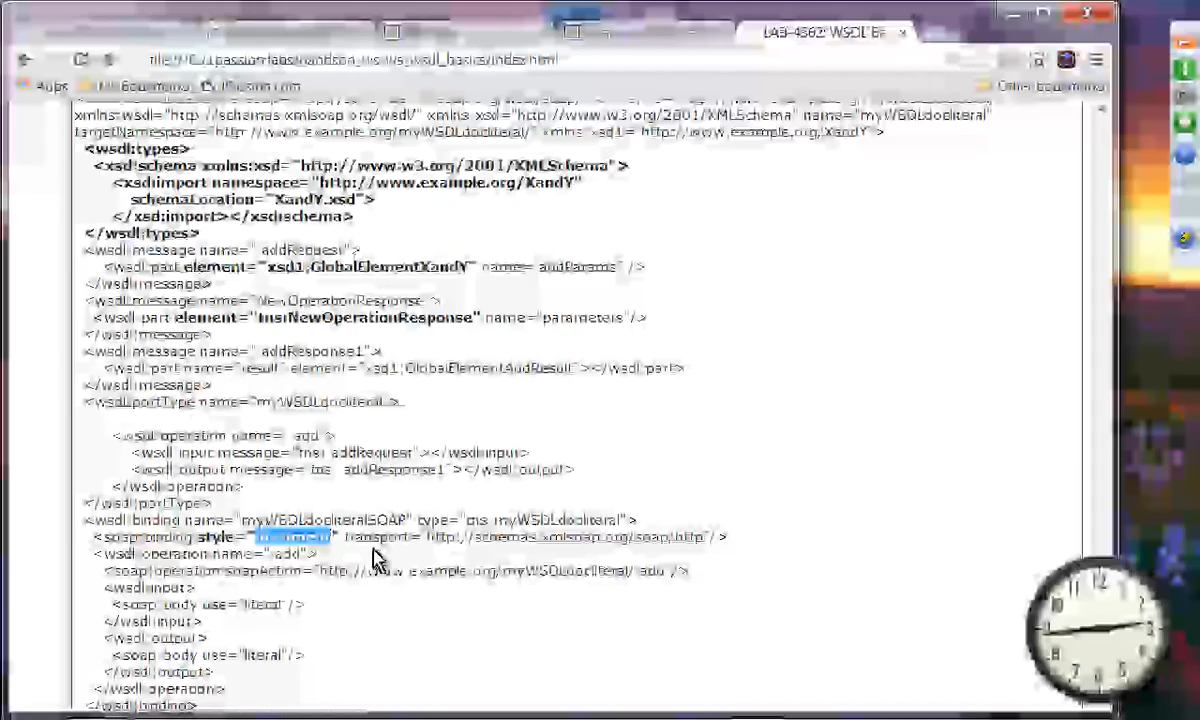 LAB-4562: WSDL BE
Apps
Other bookmarks
xmlns:wsdl="http://schemas.xmlsoap.org/wsdl/" xmlns:xsd="http://www.w3.org/2001/XMLSchema" name="myWSDLdocliteral"
targetNamespace="http://www.example.org/myWSDLdocliteral/" xmlns:xsd1="http://www.example.org/XandY">
<wsdl:types>
<xsd:schema xmlns:xsd="http://www.w3.org/2001/XMLSchema">
<xsd:import namespace="http://www.example.org/XandY"
schemaLocation="XandY.xsd">
</xsd:import></xsd:schema>
</wsdl:types>
<wsdl:message name="addRequest">
<wsdl:part element="xsd1:GlobalElementXandY" name="addParams" />
</wsdl:message>
<wsdl:message name="NewOperationResponse">
<wsdl:part element="tns:NewOperationResponse" name="parameters"/>
</wsdl:message>
<wsdl:message name="addResponse1">
<wsdl:part name="result" element="xsd1:GlobalElementAddResult"></wsdl:part>
</wsdl:message>
<wsdl:portType name="myWSDLdocliteral">
<wsdl:operation name="add">
<wsdl:input message="tns:addRequest"></wsdl:input>
<wsdl:output message="tns:addResponse1"></wsdl:output>
</wsdl:operation>
</wsdl:portType>
<wsdl:binding name="myWSDLdocliteralSOAP" type="tns:myWSDLdocliteral">
<soap:binding style="document" transport="http://schemas.xmlsoap.org/soap/http"/>
<wsdl:operation name="add">
<soap:operation soapAction="http://www.example.org/myWSDLdocliteral/add"/>
<wsdl:input>
<soap:body use="literal"/>
</wsdl:input>
<wsdl:output>
<soap:body use="literal"/>
</wsdl:output>
</wsdl:operation>
</wsdl:binding>